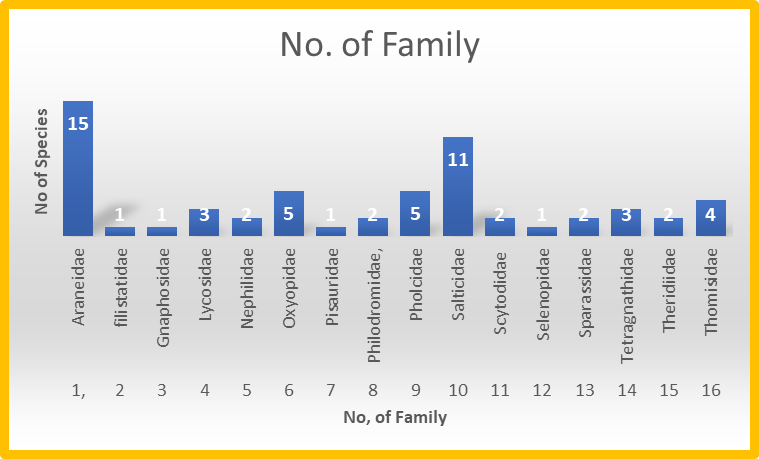 No. of Family
No of Species
15 1 1 3 2 5 1 2 5 11 2 1 2 3 2 4
Araneidae
filistatidae
Gnaphosidae
Lycosidae
Nephilidae
Oxyopidae
Pisauridae
Philodromidae,
Pholcidae
Salticidae
Scytodidae
Selenopidae
Sparassidae
Tetragnathidae
Theridiidae
Thomisidae
1, 2 3 4 5 6 7 8 9 10 11 12 13 14 15 16
No, of Family